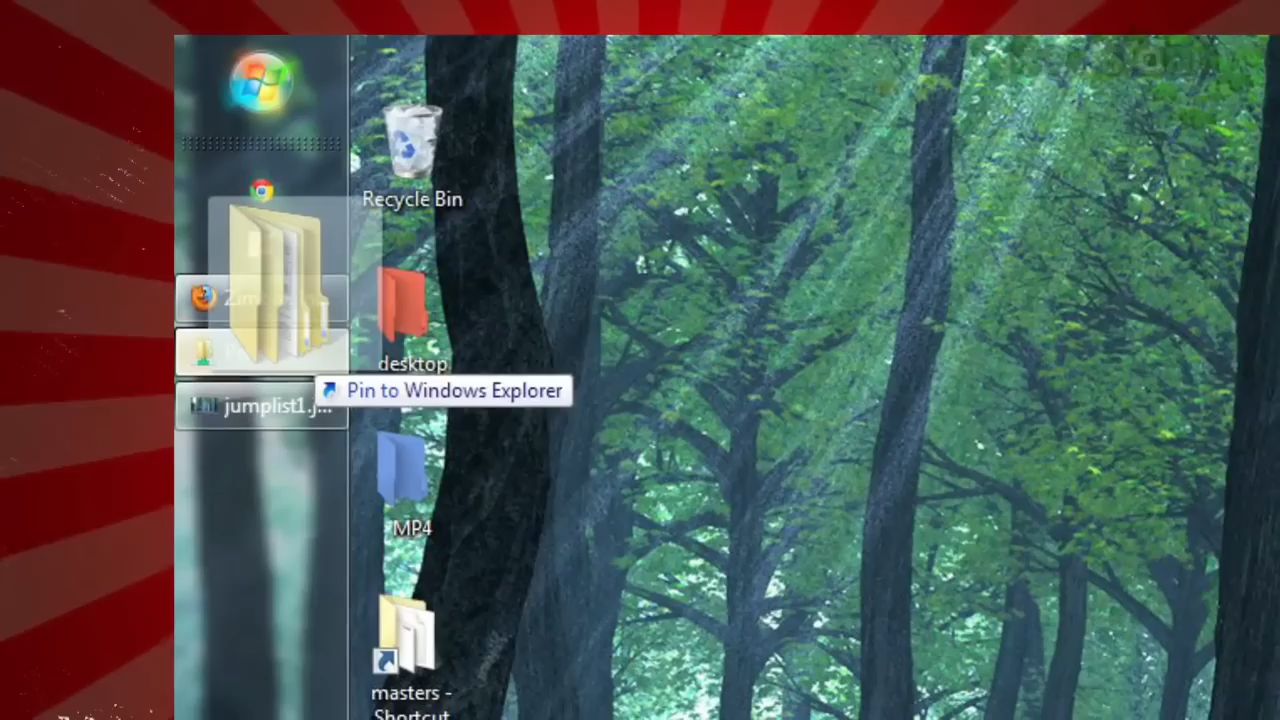 Recycle Bin
desktop
Pin to Windows Explorer
jumplist1.j...
MP4
masters -
Shortcut